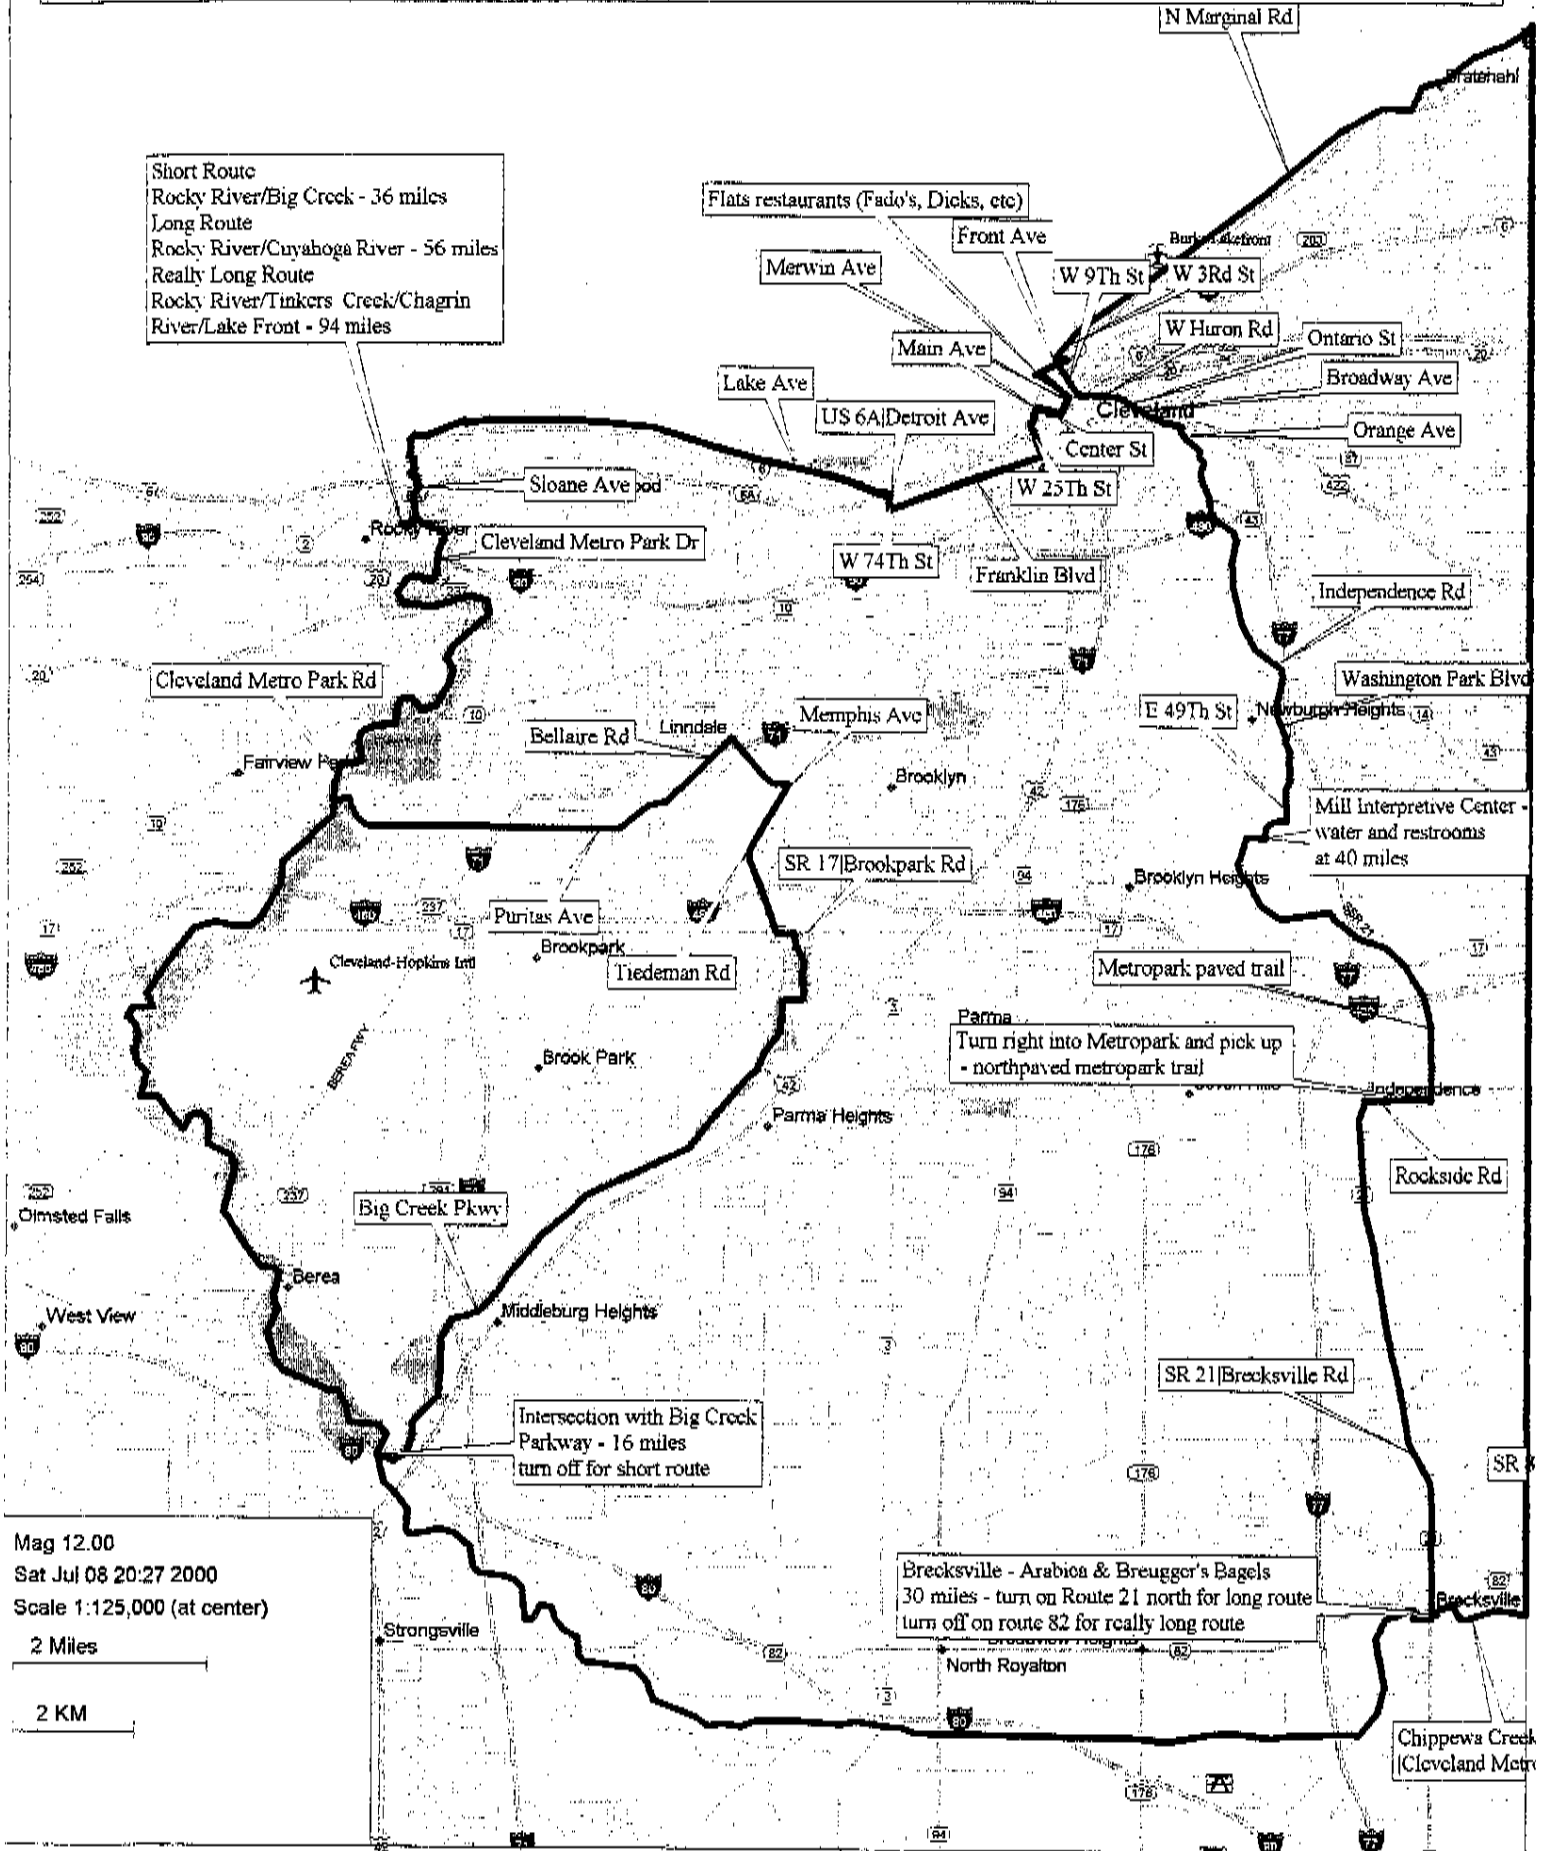 N Marginal Rd
Bratenahl
Short Route
Rocky River/Big Creek - 36 miles
Long Route
Rocky River/Cuyahoga River - 56 miles
Really Long Route
Rocky River/Tinkers Creek/Chagrin
River/Lake Front - 94 miles
Flats restaurants (Fado's, Dicks, etc)
Front Ave
Merwin Ave
W 9Th St
W 3Rd St
W Huron Rd
Ontario St
Main Ave
Broadway Ave
Lake Ave
US 6A|Detroit Ave
Cleveland
Orange Ave
Center St
Sloane Ave
W 25Th St
Cleveland Metro Park Dr
W 74Th St
Franklin Blvd
Independence Rd
Cleveland Metro Park Rd
Washington Park Blvd
E 49Th St
Newburgh Heights
Memphis Ave
Linndale
Bellaire Rd
Brooklyn
Mill Interpretive Center -
water and restrooms
at 40 miles
SR 17|Brookpark Rd
Brooklyn Heights
Puritas Ave
Brookpark
Cleveland-Hopkins Intl
Tiedeman Rd
SR 21
Metropark paved trail
Parma
Turn right into Metropark and pick up
- northpaved metropark trail
BEREA FWY
Brook Park
Independence
Parma Heights
Rockside Rd
Olmsted Falls
Big Creek Pkwy
Berea
West View
Middleburg Heights
SR 21|Brecksville Rd
Intersection with Big Creek
Parkway - 16 miles
turn off for short route
SR
Mag 12.00
Sat Jul 08 20:27 2000
Scale 1:125,000 (at center)
2 Miles
2 KM
Brecksville - Arabica & Breugger's Bagels
30 miles - turn on Route 21 north for long route
turn off on route 82 for really long route
Brecksville
Strongsville
North Royalton
Chippewa Creek
|Cleveland Metro